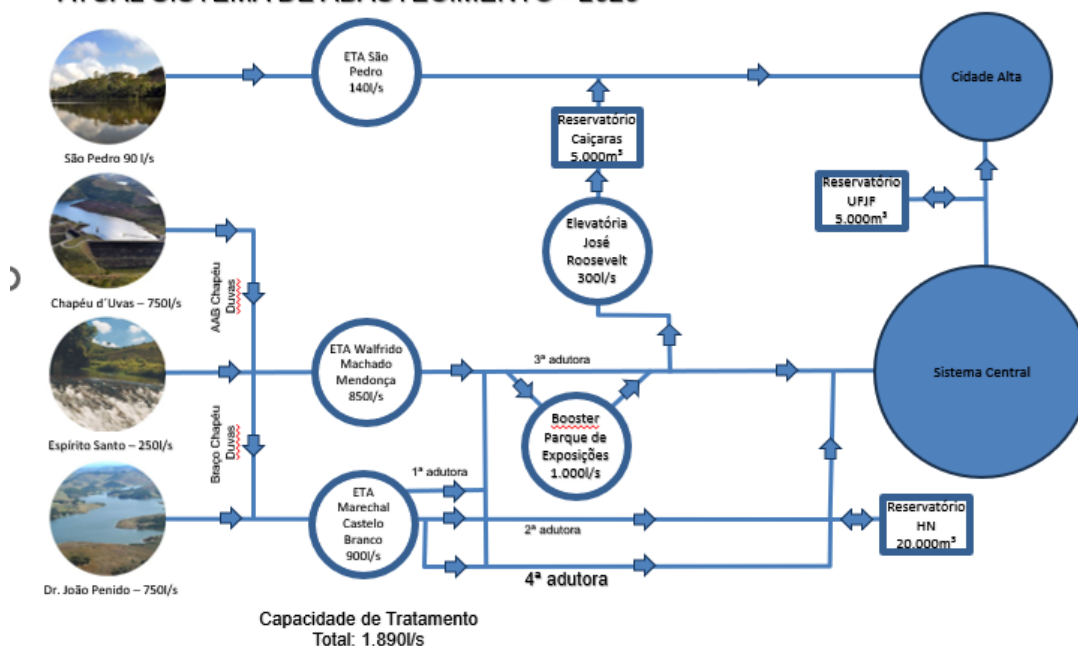 ETA São
Pedro
140l/s
Cidade Alta
São Pedro 90 l/s
Reservatório
Caiçaras
5.000m³
Reservatório
UFJF
5.000m³
Elevatória
José
Roosevelt
300l/s
AAB Chapéu
Duvas
Chapéu d´Uvas – 750l/s
ETA Walfrido
Machado
Mendonça
850l/s
3ª adutora
Sistema Central
Booster
Parque de
Exposições
1.000l/s
Espírito Santo – 250l/s
Braço Chapéu
Duvas
1ª adutora
ETA
Marechal
Castelo
Branco
900l/s
2ª adutora
Reservatório
HN
20.000m³
4ª adutora
Dr. João Penido – 750l/s
Capacidade de Tratamento
Total: 1.890l/s